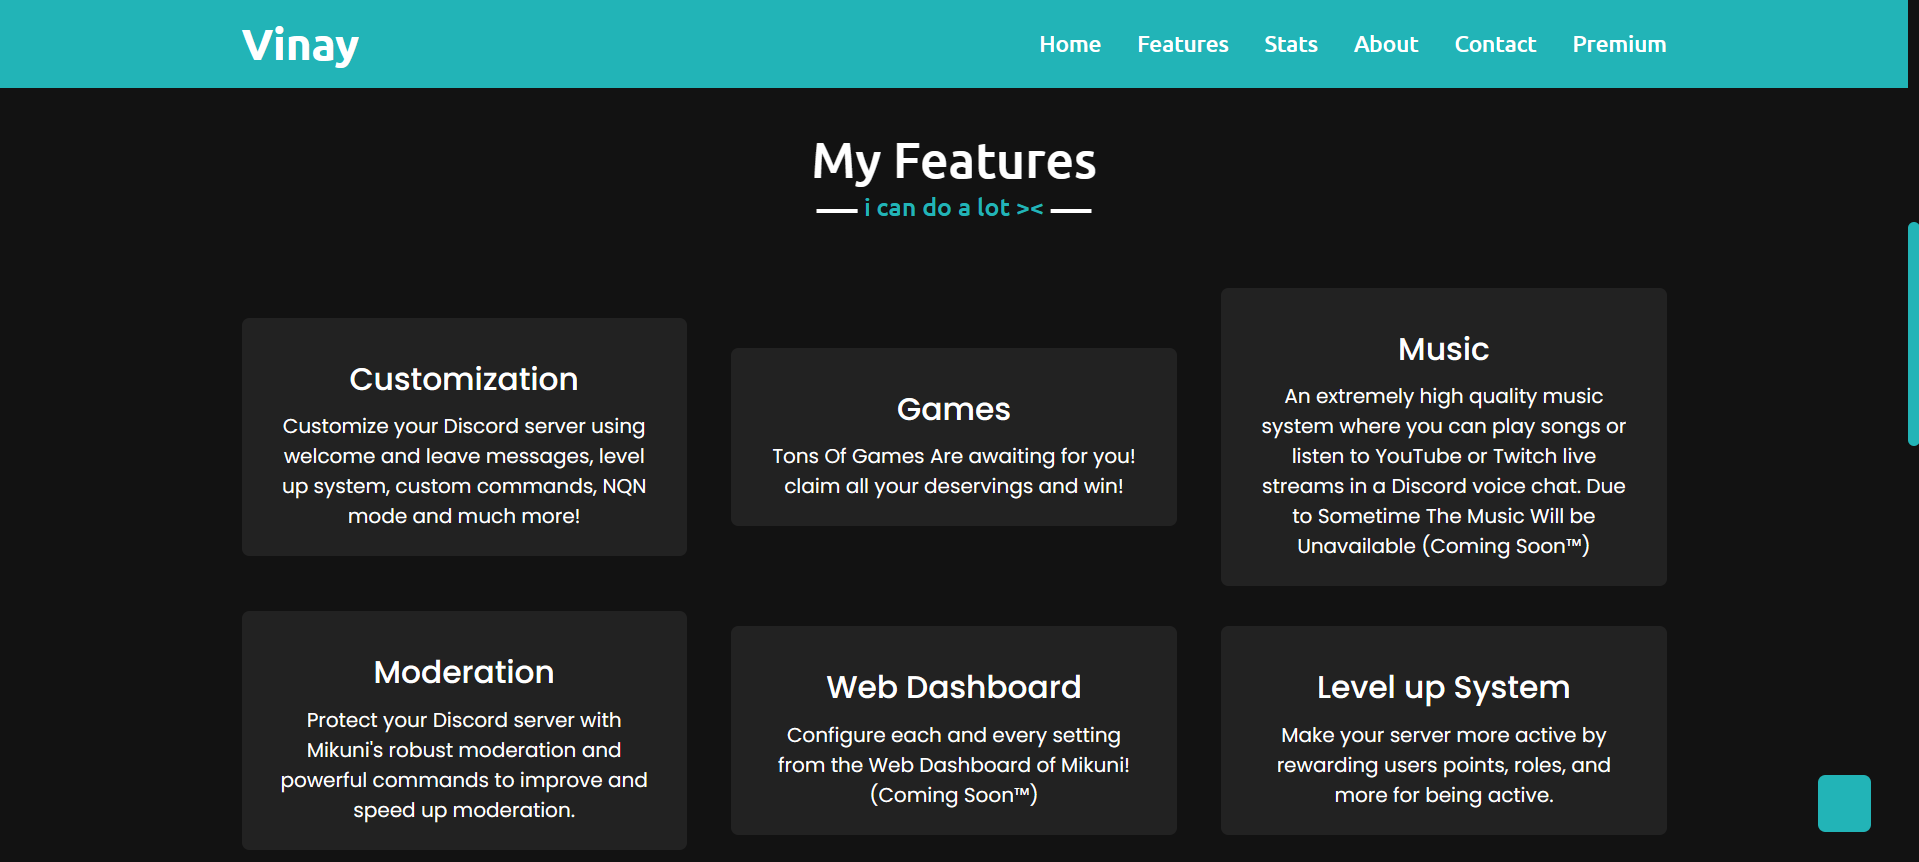 Vinay
Home Features Stats About Contact Premium
My Features
i can do a lot ><
Customization
Customize your Discord server using
welcome and leave messages, level
up system, custom commands, NQN
mode and much more!
Games
Tons Of Games Are awaiting for you!
claim all your deservings and win!
Music
An extremely high quality music
system where you can play songs or
listen to YouTube or Twitch live
streams in a Discord voice chat. Due
to Sometime The Music Will be
Unavailable (Coming Soon™)
Moderation
Protect your Discord server with
Mikuni's robust moderation and
powerful commands to improve and
speed up moderation.
Web Dashboard
Configure each and every setting
from the Web Dashboard of Mikuni!
(Coming Soon™)
Level up System
Make your server more active by
rewarding users points, roles, and
more for being active.